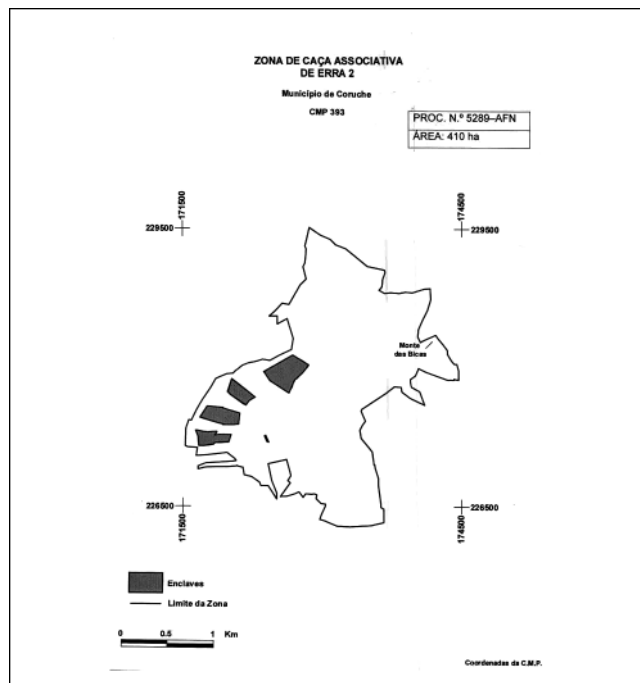 ZONA DE CAÇA ASSOCIATIVA
DE ERRA 2
Município de Coruche
CMP 393
PROC. N.º 5289–AFN
ÁREA: 410 ha
171500
174500
229500
229500
Monte
das Bicas
226500
226500
171500
174500
Enclaves
Limite da Zona
0 0.5 1 Km
Coordenadas da C.M.P.